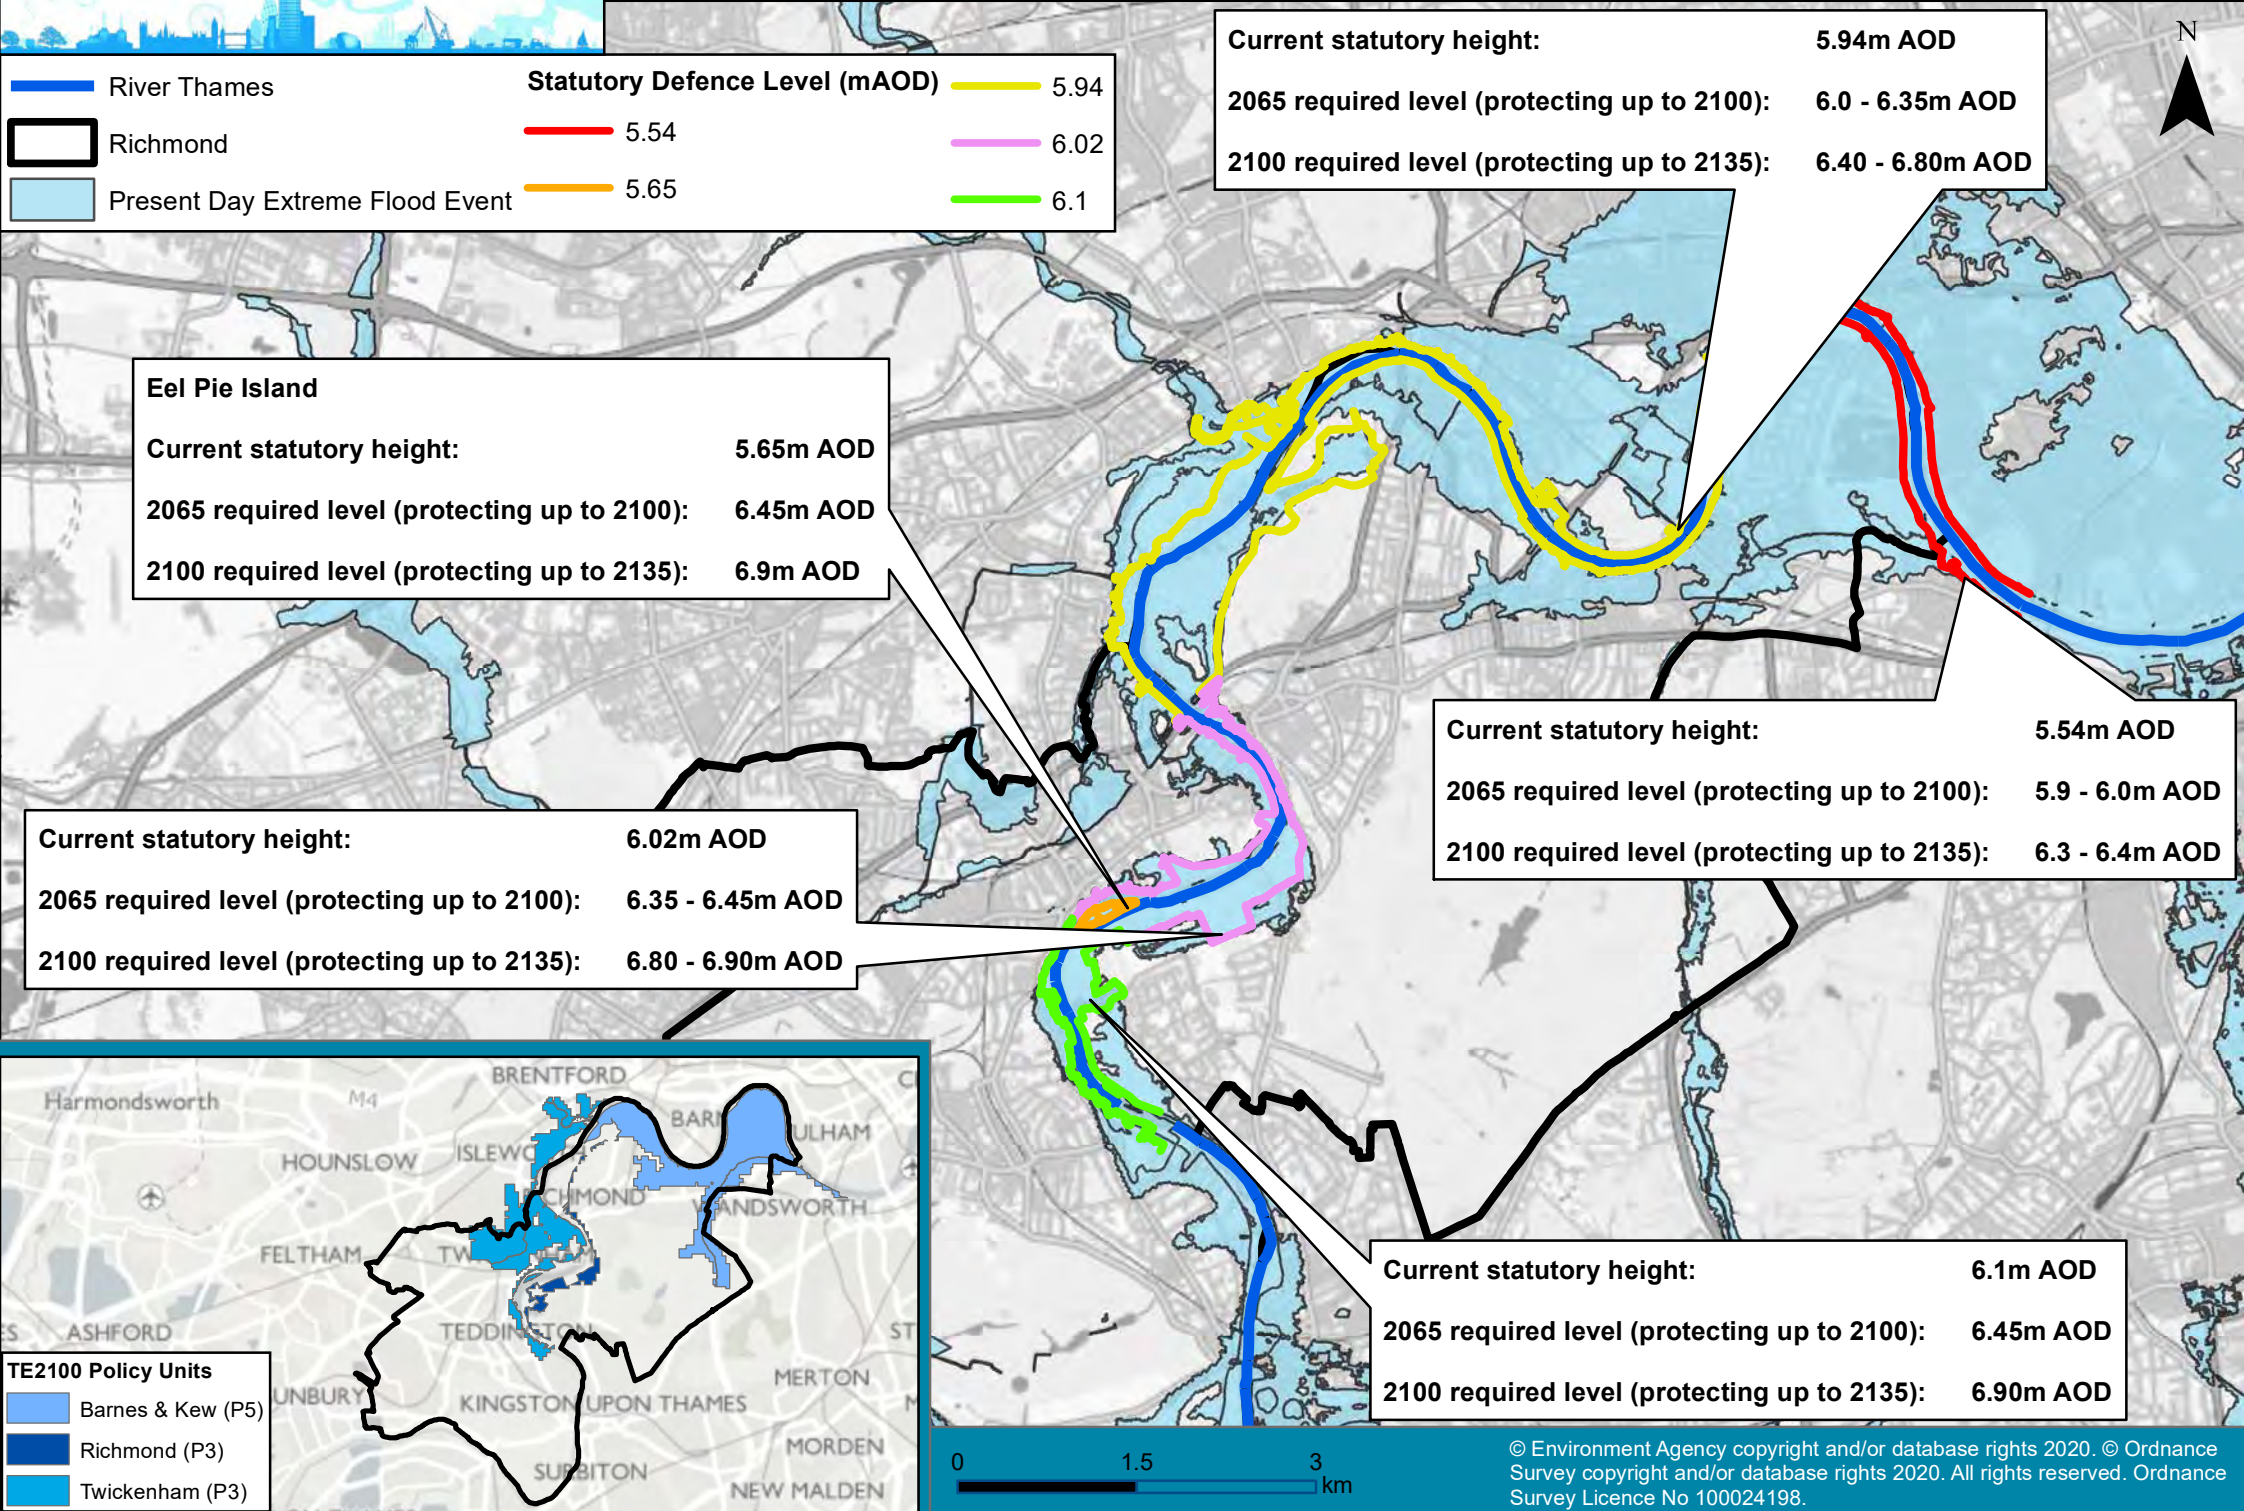 River Thames
Richmond
Present Day Extreme Flood Event
Statutory Defence Level (mAOD)
5.54
5.65
5.94
6.02
6.1
Current statutory height: 5.94m AOD
2065 required level (protecting up to 2100): 6.0 - 6.35m AOD
2100 required level (protecting up to 2135): 6.40 - 6.80m AOD
N
Eel Pie Island
Current statutory height: 5.65m AOD
2065 required level (protecting up to 2100): 6.45m AOD
2100 required level (protecting up to 2135): 6.9m AOD
Current statutory height: 5.54m AOD
2065 required level (protecting up to 2100): 5.9 - 6.0m AOD
2100 required level (protecting up to 2135): 6.3 - 6.4m AOD
Current statutory height: 6.02m AOD
2065 required level (protecting up to 2100): 6.35 - 6.45m AOD
2100 required level (protecting up to 2135): 6.80 - 6.90m AOD
Current statutory height: 6.1m AOD
2065 required level (protecting up to 2100): 6.45m AOD
2100 required level (protecting up to 2135): 6.90m AOD
BRENTFORD
Harmondsworth
M4
HOUNSLOW
WANDSWORTH
FELTHAM
ASHFORD
TEDDINGTON
MERTON
KINGSTON UPON THAMES
MORDEN
SURBITON
NEW MALDEN
TE2100 Policy Units
Barnes & Kew (P5)
Richmond (P3)
Twickenham (P3)
0 1.5 3
km
© Environment Agency copyright and/or database rights 2020. © Ordnance
Survey copyright and/or database rights 2020. All rights reserved. Ordnance
Survey Licence No 100024198.